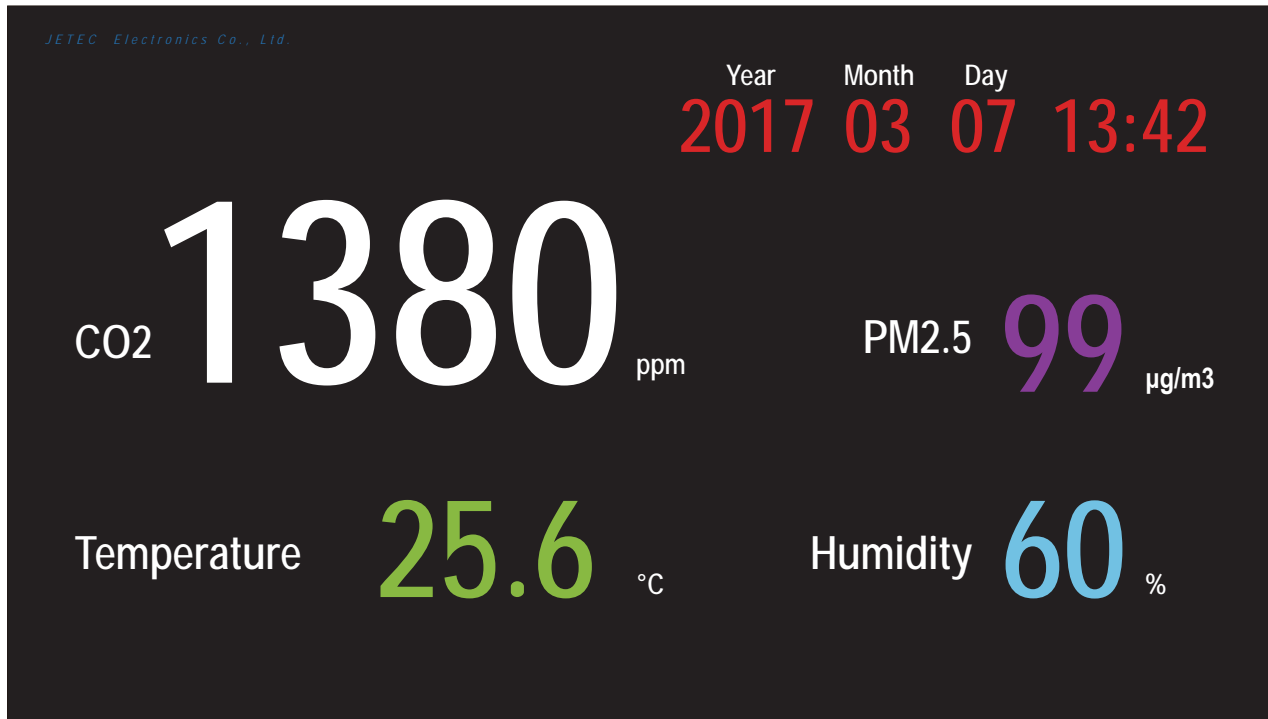 JETEC Electronics Co., Ltd.
Year Month Day
2017 03 07 13:42
CO2 1380 ppm
PM2.5 99 µg/m3
Temperature 25.6 °C
Humidity 60 %